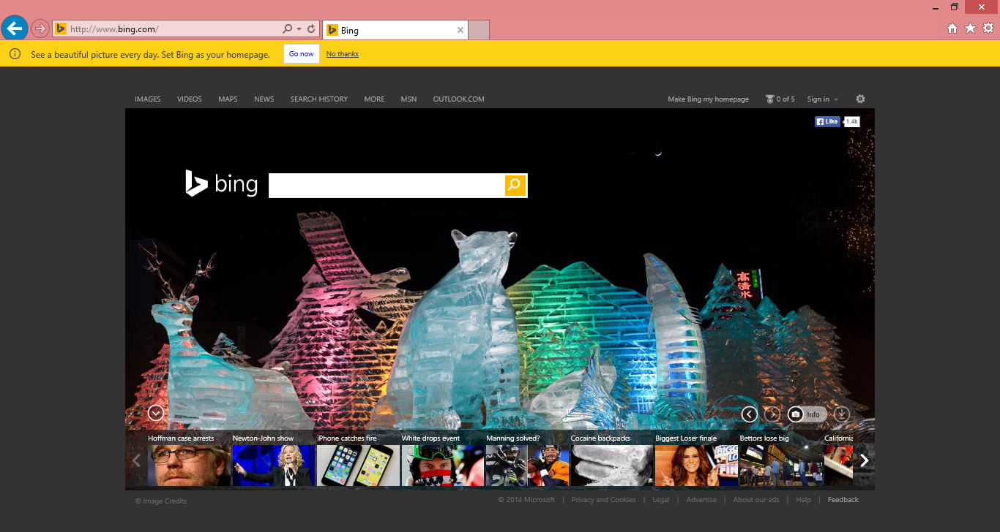 http://www.bing.com/
Bing
See a beautiful picture every day. Set Bing as your homepage.
Go now
No thanks
IMAGES VIDEOS MAPS NEWS SEARCH HISTORY MORE MSN OUTLOOK.COM
Make Bing my homepage 0 of 5 Sign in
Like 1.4k
bing
高清水
Info
Hoffman case arrests
Newton-John show
iPhone catches fire
White drops event
Manning solved?
Cocaine backpacks
Biggest Loser finale
Bettors lose big
California
© Image Credits
© 2014 Microsoft | Privacy and Cookies | Legal | Advertise | About our ads | Help | Feedback